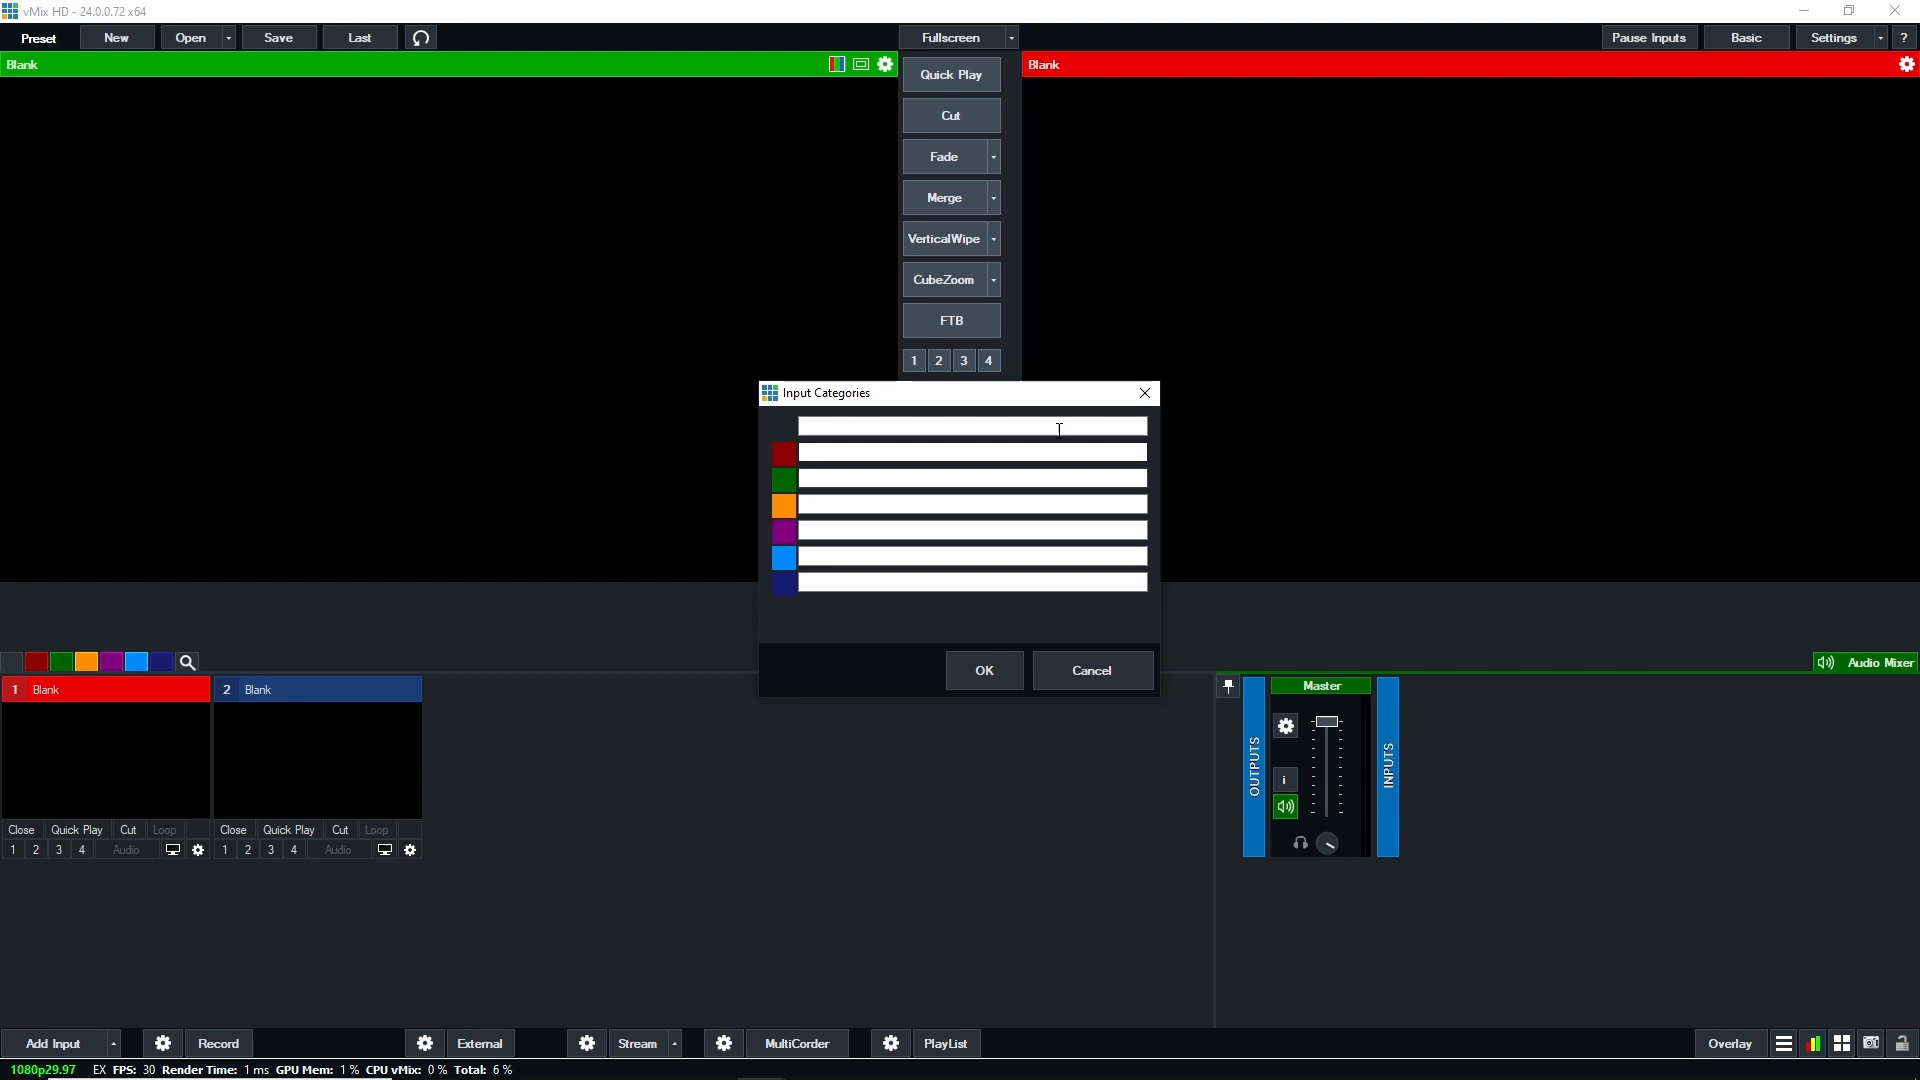 vMix HD - 24.0.0.72 x64
Preset New Open Save Last Fullscreen Pause Inputs Basic Settings ?
Blank
Blank
Quick Play
Cut
Fade
Merge
VerticalWipe
CubeZoom
FTB
1 2 3 4
Input Categories
OK Cancel
Audio Mixer
1 Blank
2 Blank
Close Quick Play Cut Loop
1 2 3 4 Audio
Close Quick Play Cut Loop
1 2 3 4 Audio
OUTPUTS
Master
i
INPUTS
Add Input Record External Stream MultiCorder PlayList Overlay
1080p29.97 EX FPS: 30 Render Time: 1 ms GPU Mem: 1 % CPU vMix: 0 % Total: 6 %